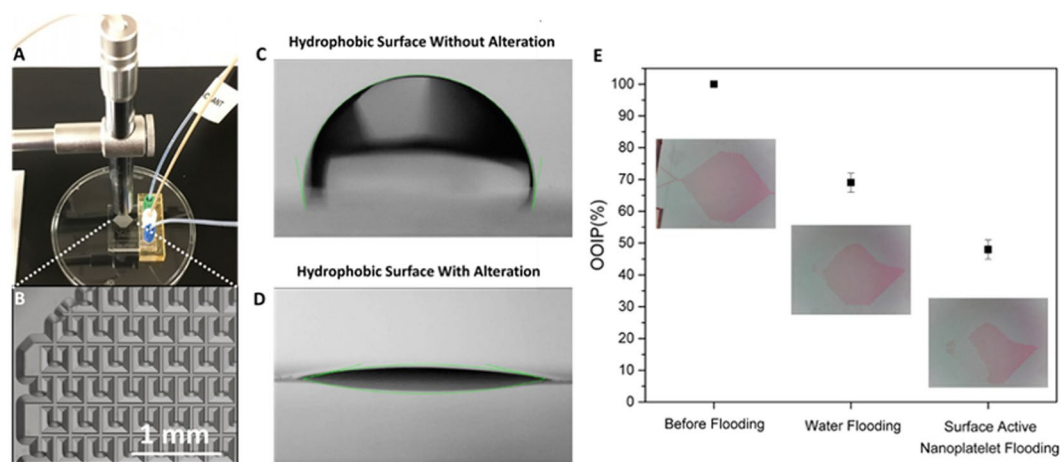 A
B
1 mm
C
Hydrophobic Surface Without Alteration
D
Hydrophobic Surface With Alteration
E
OOIP(%)
100
90
80
70
60
50
40
30
20
10
0
Before Flooding
Water Flooding
Surface Active
Nanoplatelet Flooding